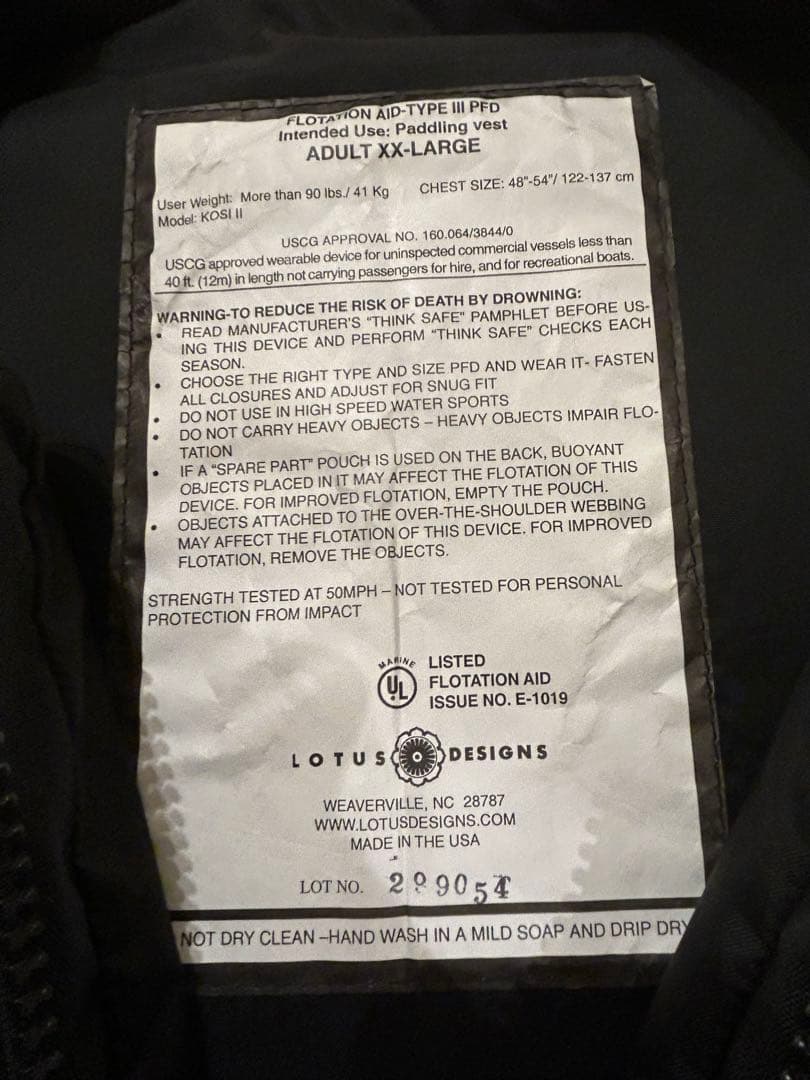 FLOTATION AID-TYPE III PFD
Intended Use: Paddling vest
ADULT XX-LARGE
User Weight: More than 90 lbs./ 41 Kg CHEST SIZE: 48"-54"/ 122-137 cm
Model: KOSI II
USCG APPROVAL NO. 160.064/3844/0
USCG approved wearable device for uninspected commercial vessels less than
40 ft. (12m) in length not carrying passengers for hire, and for recreational boats.
WARNING-TO REDUCE THE RISK OF DEATH BY DROWNING:
• READ MANUFACTURER'S "THINK SAFE" PAMPHLET BEFORE US-
ING THIS DEVICE AND PERFORM "THINK SAFE" CHECKS EACH
SEASON.
• CHOOSE THE RIGHT TYPE AND SIZE PFD AND WEAR IT- FASTEN
ALL CLOSURES AND ADJUST FOR SNUG FIT
• DO NOT USE IN HIGH SPEED WATER SPORTS
• DO NOT CARRY HEAVY OBJECTS – HEAVY OBJECTS IMPAIR FLO-
TATION
• IF A "SPARE PART" POUCH IS USED ON THE BACK, BUOYANT
OBJECTS PLACED IN IT MAY AFFECT THE FLOTATION OF THIS
DEVICE. FOR IMPROVED FLOTATION, EMPTY THE POUCH.
• OBJECTS ATTACHED TO THE OVER-THE-SHOULDER WEBBING
MAY AFFECT THE FLOTATION OF THIS DEVICE. FOR IMPROVED
FLOTATION, REMOVE THE OBJECTS.
STRENGTH TESTED AT 50MPH – NOT TESTED FOR PERSONAL
PROTECTION FROM IMPACT
MARINE
UL
LISTED
FLOTATION AID
ISSUE NO. E-1019
LOTUS DESIGNS
WEAVERVILLE, NC 28787
WWW.LOTUSDESIGNS.COM
MADE IN THE USA
LOT NO.
NOT DRY CLEAN –HAND WASH IN A MILD SOAP AND DRIP DRY